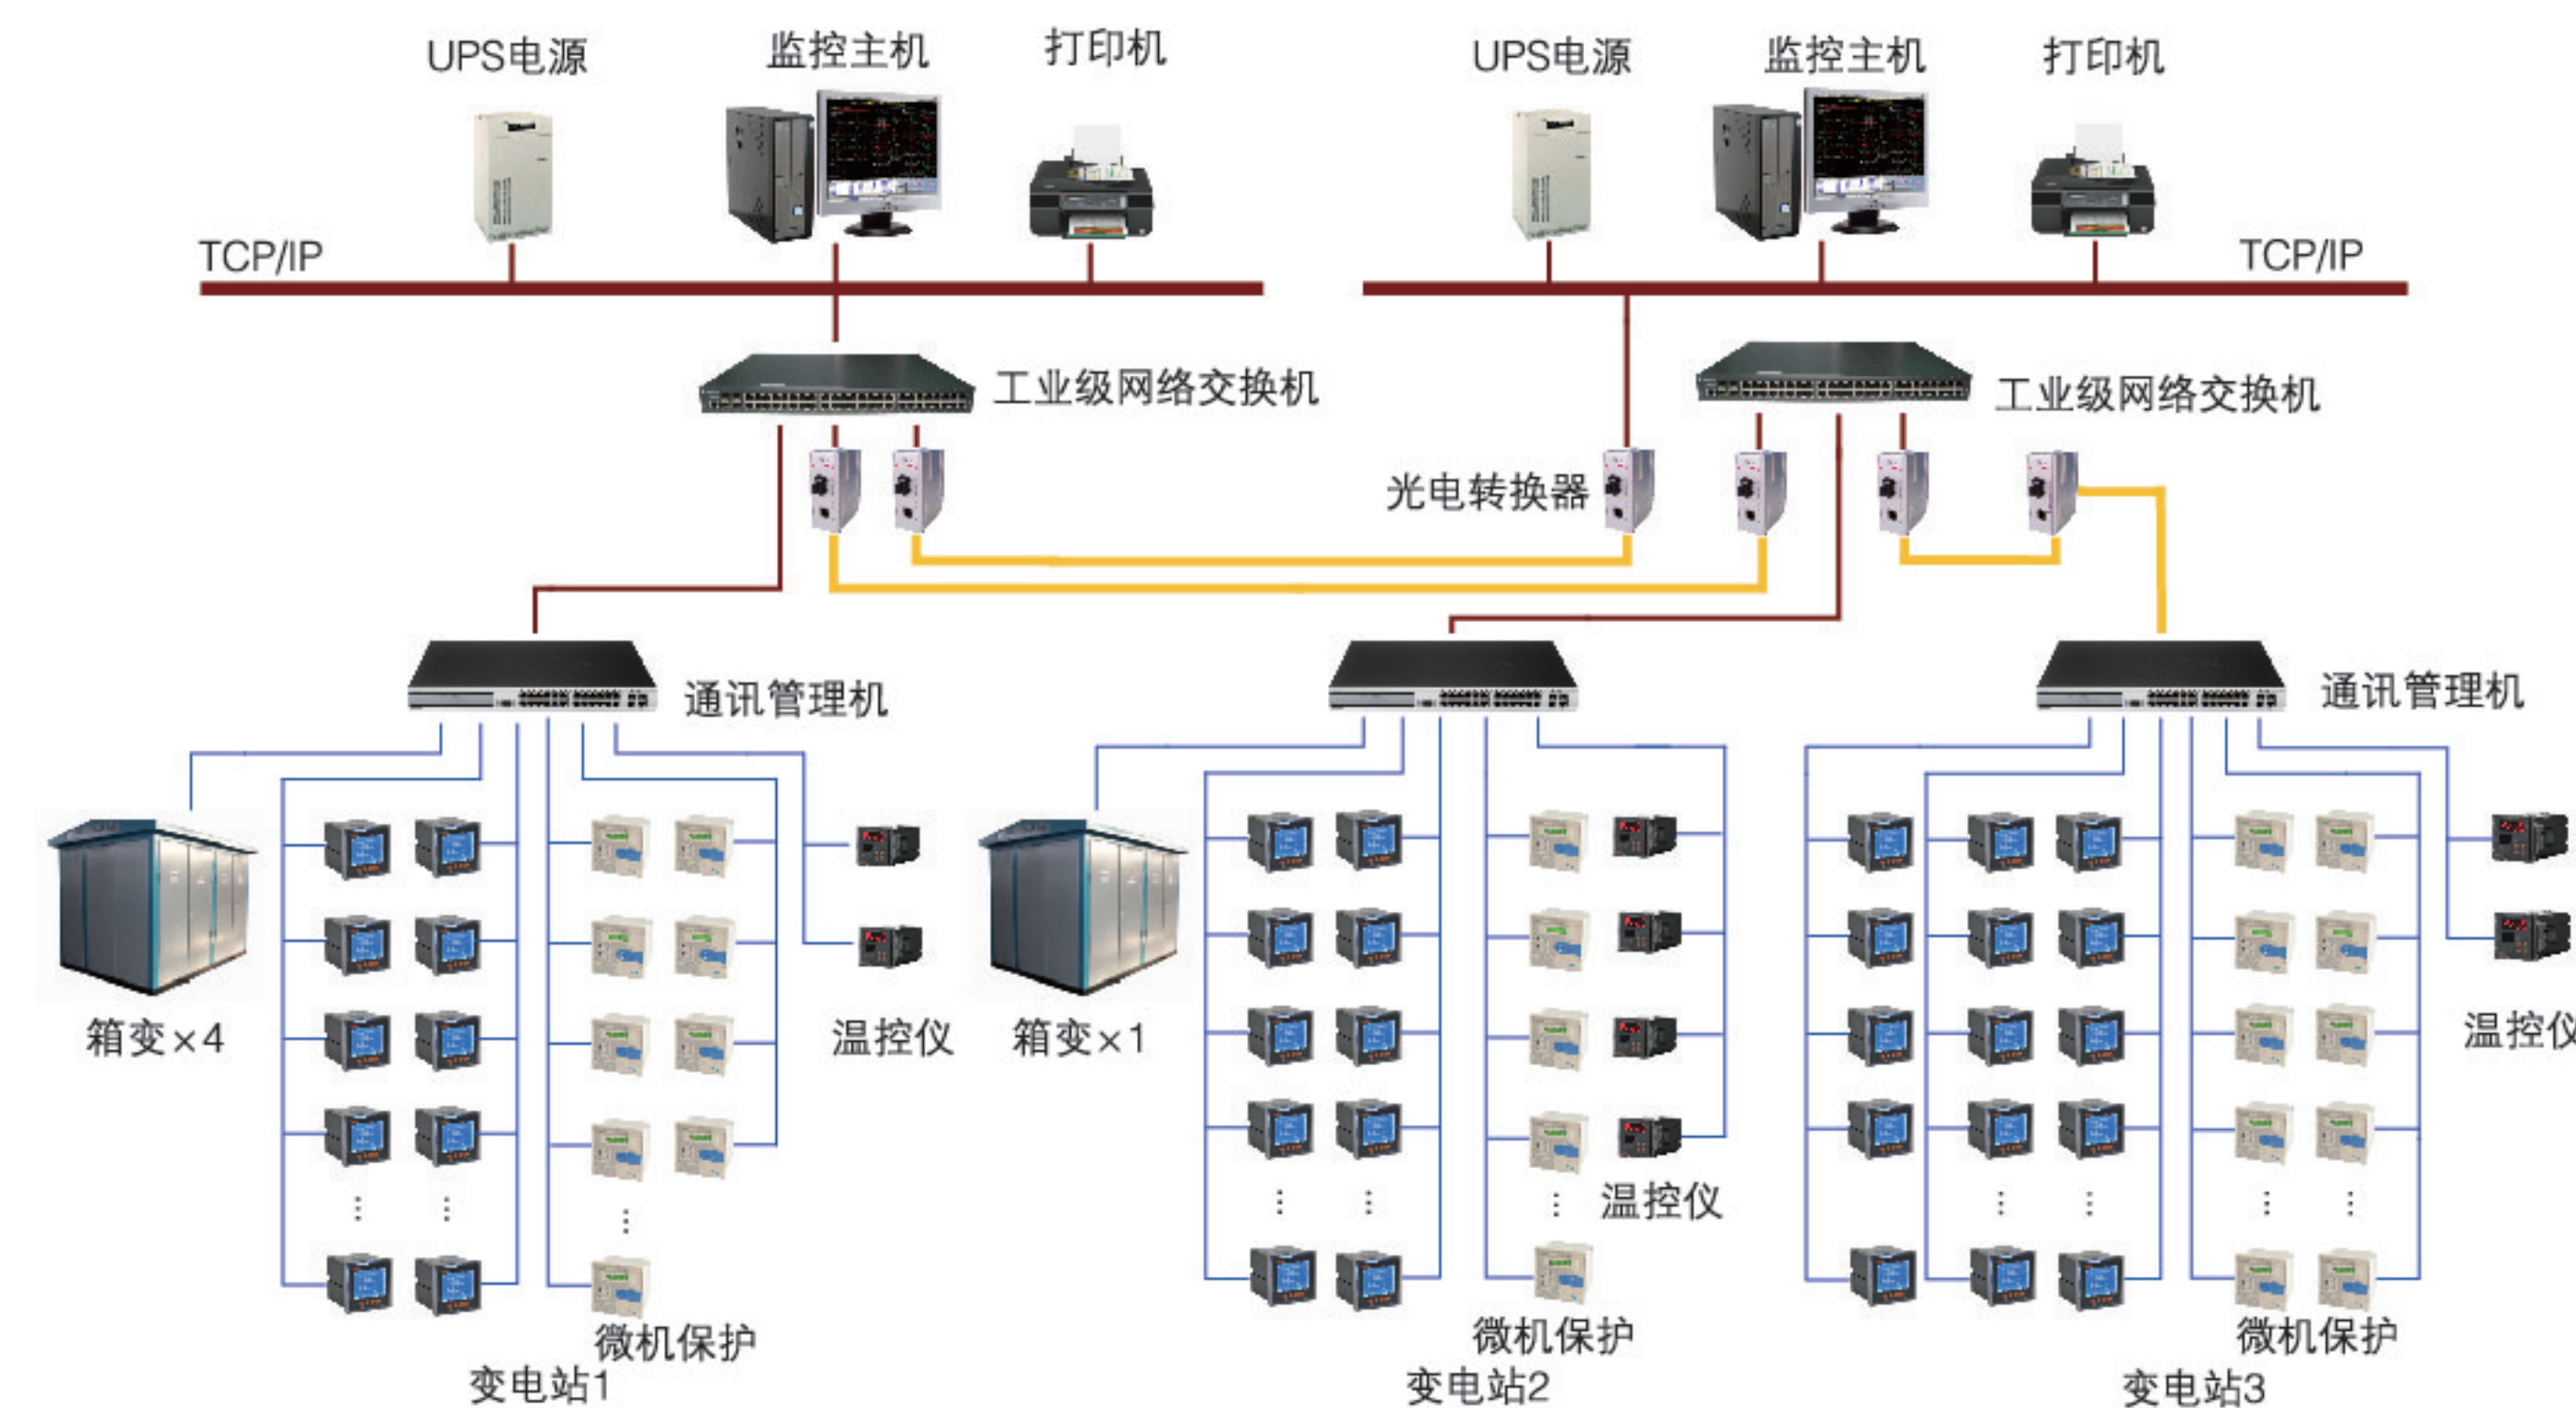 UPS电源
监控主机
打印机
UPS电源
监控主机
打印机
TCP/IP
TCP/IP
工业级网络交换机
工业级网络交换机
光电转换器
通讯管理机
通讯管理机
箱变×4
温控仪
箱变×1
温控仪
温控仪
微机保护
微机保护
微机保护
变电站1
变电站2
变电站3